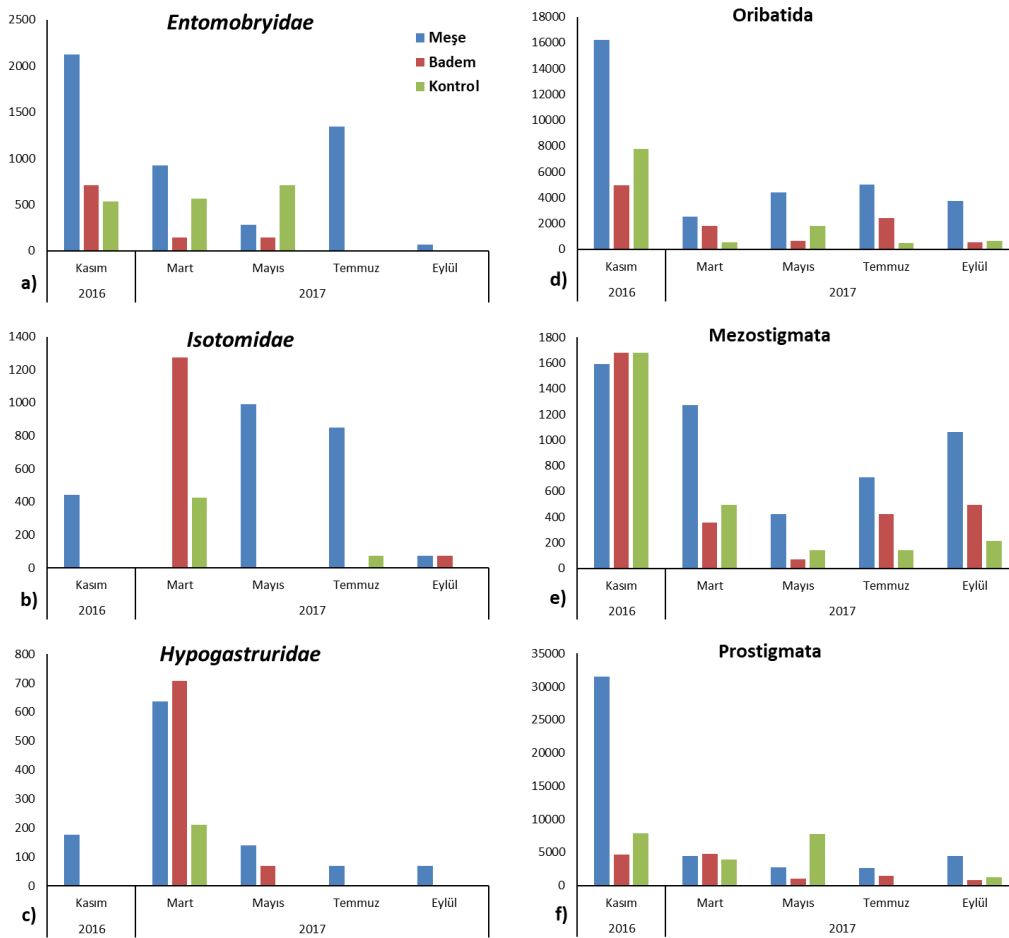 Entomobryidae
2500
2000
1500
1000
500
0
Meşe
Badem
Kontrol
Kasım Mart Mayıs Temmuz Eylül
2016 2017
a)
Isotomidae
1400
1200
1000
800
600
400
200
0
Kasım Mart Mayıs Temmuz Eylül
2016 2017
b)
Hypogastruridae
800
700
600
500
400
300
200
100
0
Kasım Mart Mayıs Temmuz Eylül
2016 2017
c)
Oribatida
18000
16000
14000
12000
10000
8000
6000
4000
2000
0
Kasım Mart Mayıs Temmuz Eylül
2016 2017
d)
Mezostigmata
1800
1600
1400
1200
1000
800
600
400
200
0
Kasım Mart Mayıs Temmuz Eylül
2016 2017
e)
Prostigmata
35000
30000
25000
20000
15000
10000
5000
0
Kasım Mart Mayıs Temmuz Eylül
2016 2017
f)